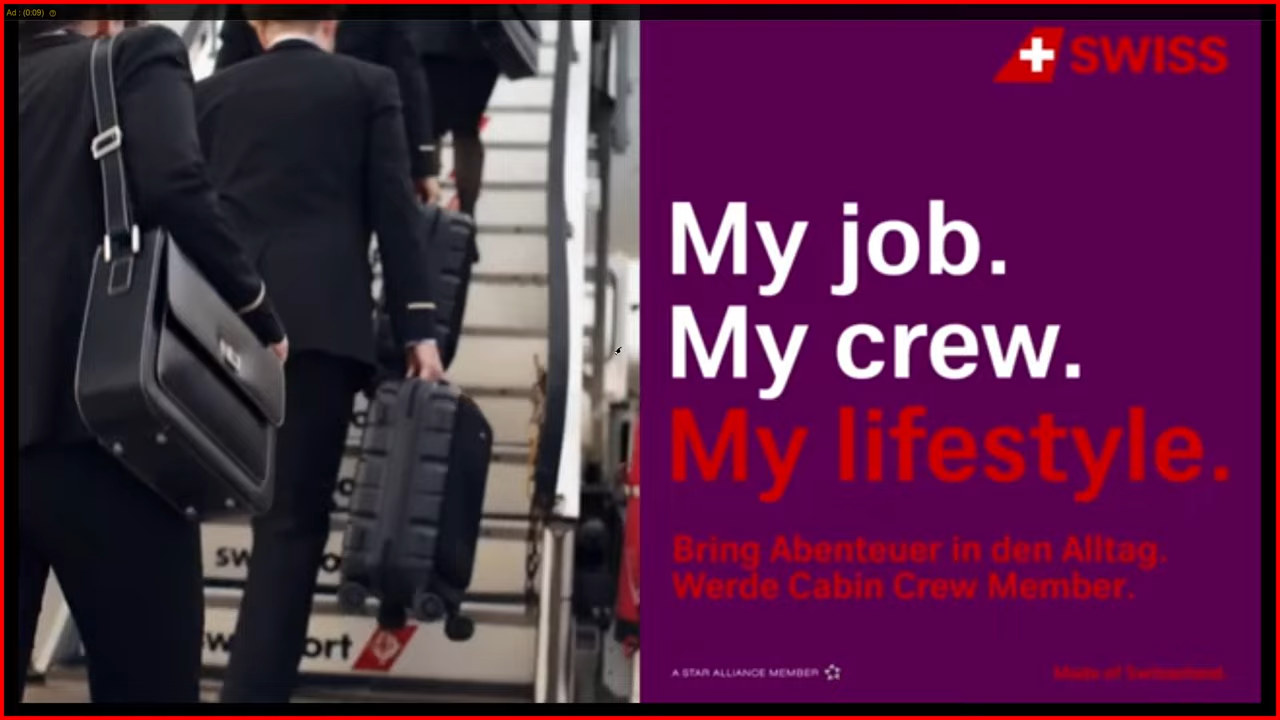 Ad : (0:09)
SWISS
My job.
My crew.
My lifestyle.
Bring Abenteuer in den Alltag.
Werde Cabin Crew Member.
A STAR ALLIANCE MEMBER
Made of Switzerland.
ort